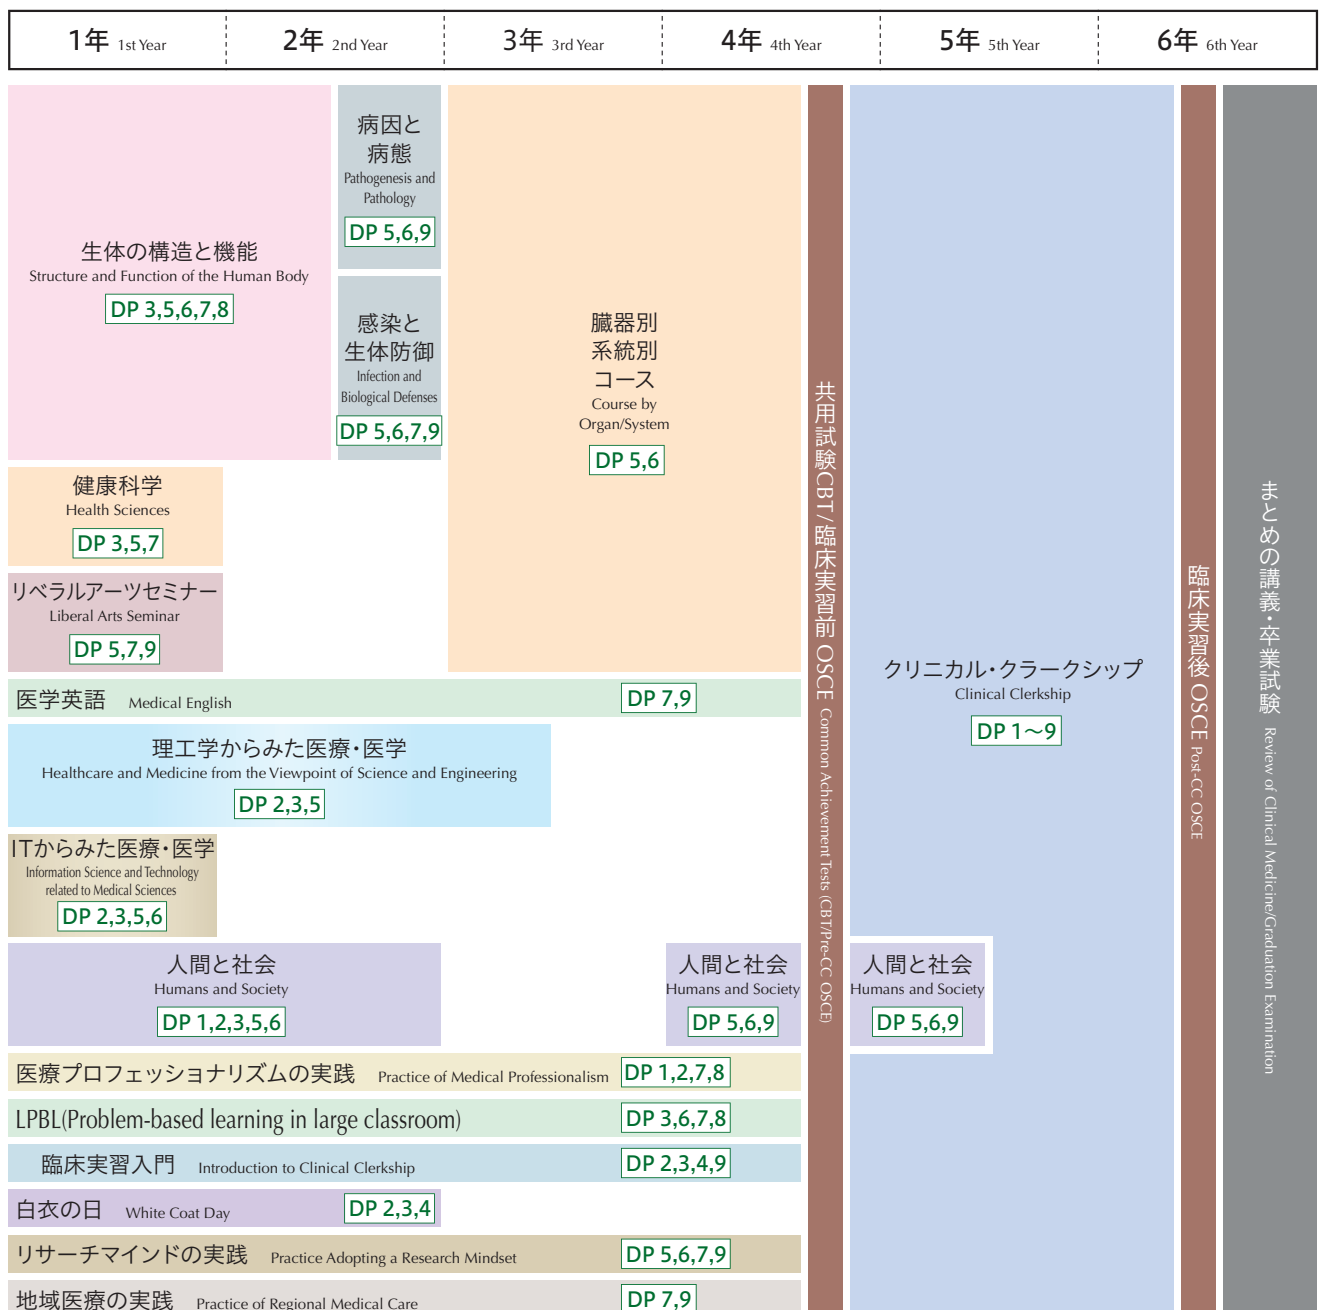 1年 1st Year
2年 2nd Year
3年 3rd Year
4年 4th Year
5年 5th Year
6年 6th Year
生体の構造と機能
Structure and Function of the Human Body
DP 3,5,6,7,8
病因と
病態
Pathogenesis and
Pathology
DP 5,6,9
感染と
生体防御
Infection and
Biological Defenses
DP 5,6,7,9
臓器別
系統別
コース
Course by
Organ/System
DP 5,6
健康科学
Health Sciences
DP 3,5,7
リベラルアーツセミナー
Liberal Arts Seminar
DP 5,7,9
医学英語 Medical English DP 7,9
理工学からみた医療・医学
Healthcare and Medicine from the Viewpoint of Science and Engineering
DP 2,3,5
ITからみた医療・医学
Information Science and Technology
related to Medical Sciences
DP 2,3,5,6
人間と社会
Humans and Society
DP 1,2,3,5,6
人間と社会
Humans and Society
DP 5,6,9
人間と社会
Humans and Society
DP 5,6,9
医療プロフェッショナリズムの実践 Practice of Medical Professionalism DP 1,2,7,8
LPBL(Problem-based learning in large classroom) DP 3,6,7,8
臨床実習入門 Introduction to Clinical Clerkship DP 2,3,4,9
白衣の日 White Coat Day DP 2,3,4
リサーチマインドの実践 Practice Adopting a Research Mindset DP 5,6,7,9
地域医療の実践 Practice of Regional Medical Care DP 7,9
共用試験CBT/臨床実習前 OSCE Common Achievement Tests (CBT/Pre-CC OSCE)
クリニカル・クラークシップ
Clinical Clerkship
DP 1〜9
臨床実習後 OSCE Post-CC OSCE
まとめの講義・卒業試験 Review of Clinical Medicine/Graduation Examination